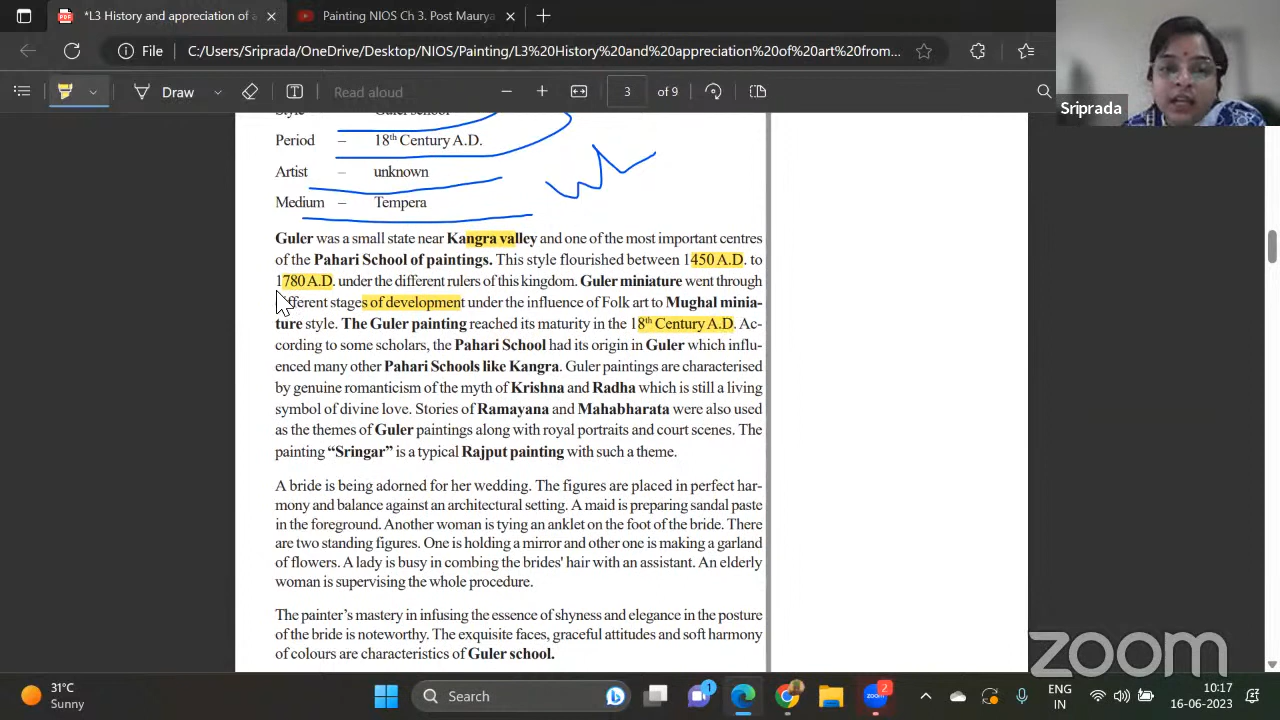 *L3 History and appreciation of a
Painting NIOS Ch 3. Post Maurya
File C:/Users/Sriprada/OneDrive/Desktop/NIOS/Painting/L3%20History%20and%20appreciation%20of%20art%20from...
Draw Read aloud 3 of 9
Sriprada
Period – 18th Century A.D.
Artist – unknown
Medium – Tempera
Guler was a small state near Kangra valley and one of the most important centres
of the Pahari School of paintings. This style flourished between 1450 A.D. to
1780 A.D. under the different rulers of this kingdom. Guler miniature went through
different stages of development under the influence of Folk art to Mughal minia-
ture style. The Guler painting reached its maturity in the 18th Century A.D. Ac-
cording to some scholars, the Pahari School had its origin in Guler which influ-
enced many other Pahari Schools like Kangra. Guler paintings are characterised
by genuine romanticism of the myth of Krishna and Radha which is still a living
symbol of divine love. Stories of Ramayana and Mahabharata were also used
as the themes of Guler paintings along with royal portraits and court scenes. The
painting “Sringar” is a typical Rajput painting with such a theme.
A bride is being adorned for her wedding. The figures are placed in perfect har-
mony and balance against an architectural setting. A maid is preparing sandal paste
in the foreground. Another woman is tying an anklet on the foot of the bride. There
are two standing figures. One is holding a mirror and other one is making a garland
of flowers. A lady is busy in combing the brides' hair with an assistant. An elderly
woman is supervising the whole procedure.
The painter’s mastery in infusing the essence of shyness and elegance in the posture
of the bride is noteworthy. The exquisite faces, graceful attitudes and soft harmony
of colours are characteristics of Guler school.
zoom
31°C
Sunny
Search
1
zoom
2
ENG
IN
10:17
16-06-2023